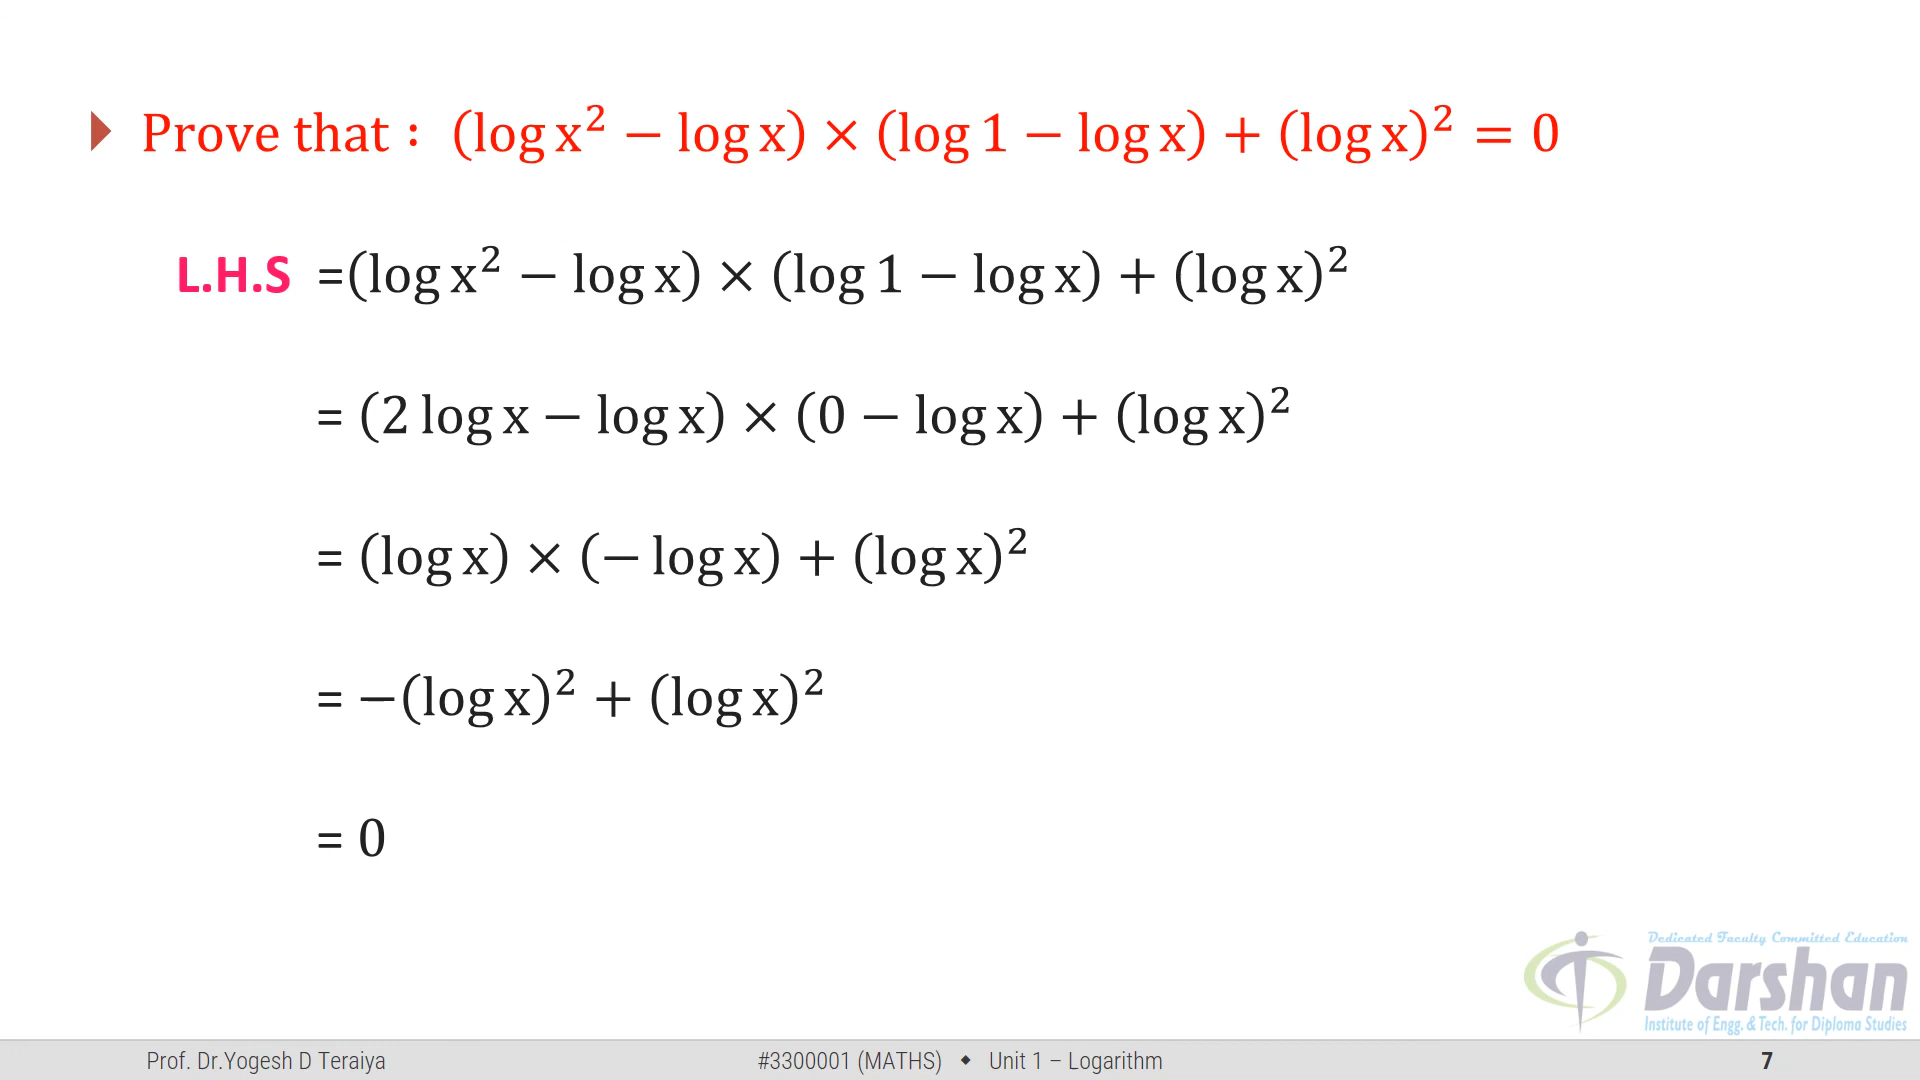 Prove that : (log x² − log x) × (log 1 − log x) + (log x)² = 0
L.H.S =(log x² − log x) × (log 1 − log x) + (log x)²
= (2 log x − log x) × (0 − log x) + (log x)²
= (log x) × (− log x) + (log x)²
= −(log x)² + (log x)²
= 0
Dedicated Faculty Committed Education
Darshan
Institute of Engg. & Tech. for Diploma Studies
Prof. Dr.Yogesh D Teraiya #3300001 (MATHS) ◆ Unit 1 – Logarithm 7